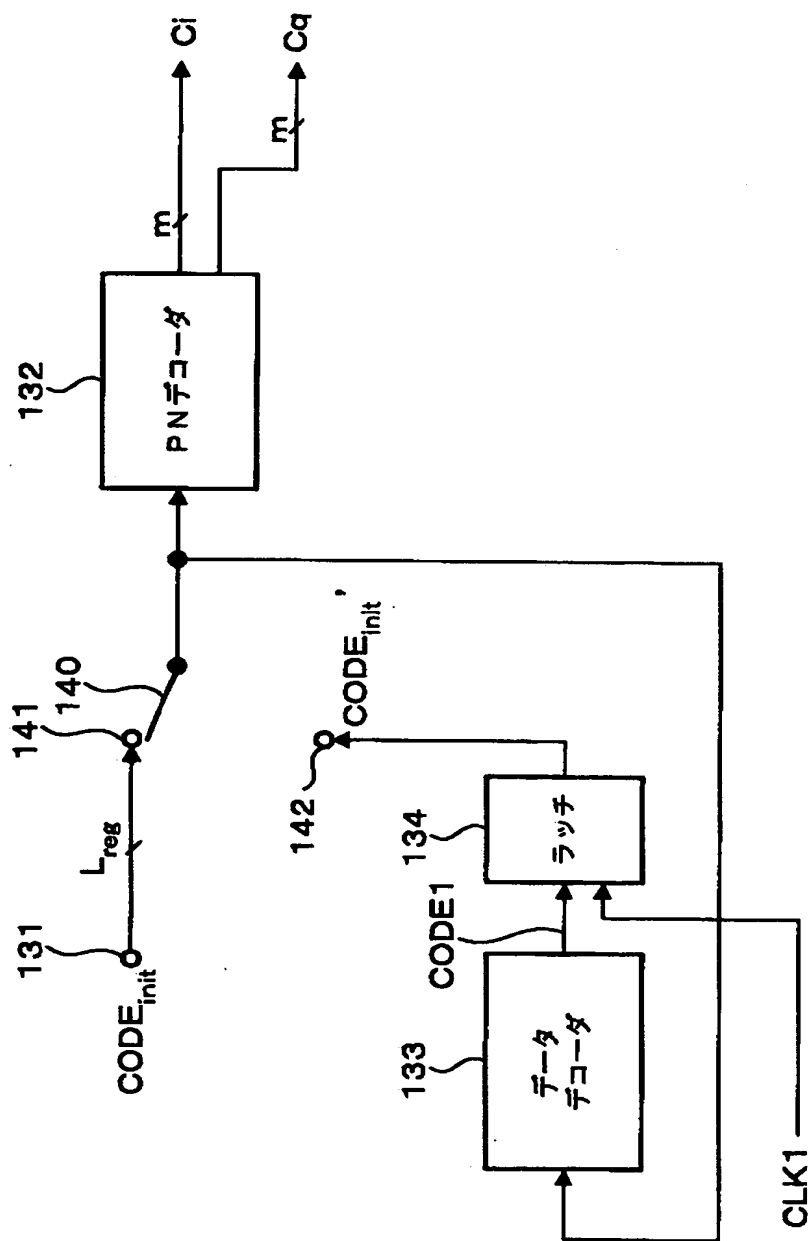 131
CODEinit
Lreg
141
140
132
PNデコーダ
m
Ci
m
Cq
142
CODEinit'
133
データ
デコーダ
CODE1
134
ラッチ
CLK1